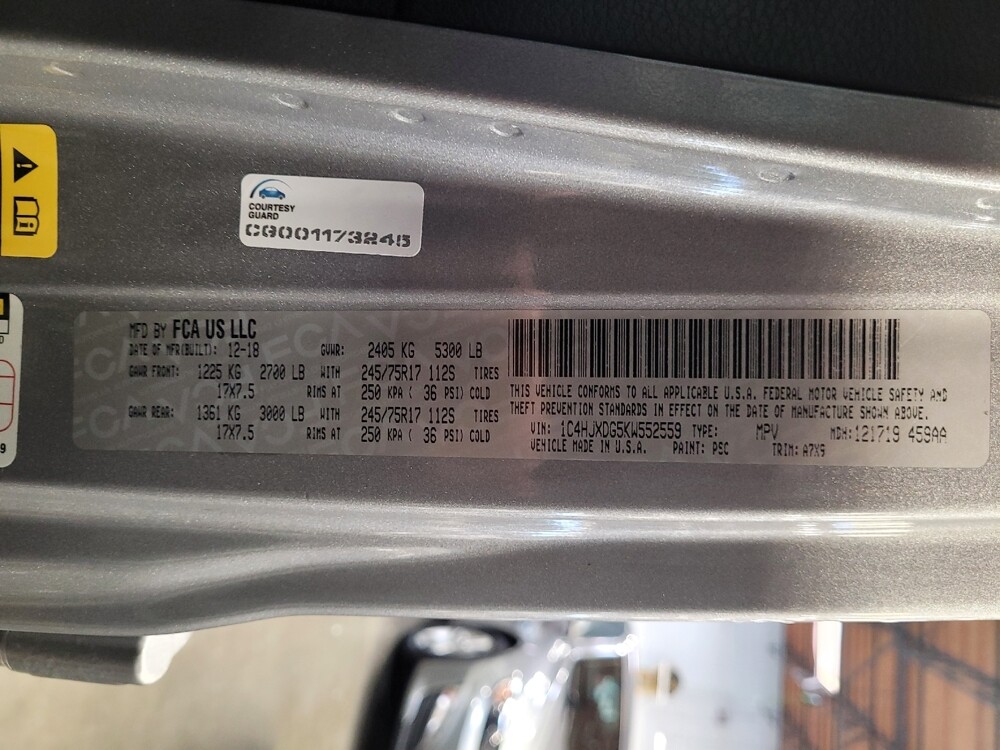 COURTESY
GUARD
CG001173245
MFD BY FCA US LLC
DATE OF MFR(BUILT): 12-18 GVWR: 2405 KG 5300 LB
GAWR FRONT: 1225 KG 2700 LB WITH 245/75R17 112S TIRES
17X7.5 RIMS AT 250 KPA ( 36 PSI) COLD
GAWR REAR: 1361 KG 3000 LB WITH 245/75R17 112S TIRES
17X7.5 RIMS AT 250 KPA ( 36 PSI) COLD
THIS VEHICLE CONFORMS TO ALL APPLICABLE U.S.A. FEDERAL MOTOR VEHICLE SAFETY AND
THEFT PREVENTION STANDARDS IN EFFECT ON THE DATE OF MANUFACTURE SHOWN ABOVE.
VIN: 1C4HJXDG5KW552559 TYPE: MPV MDH: 121719 459AA
VEHICLE MADE IN U.S.A. PAINT: PSC TRIM: A7X9